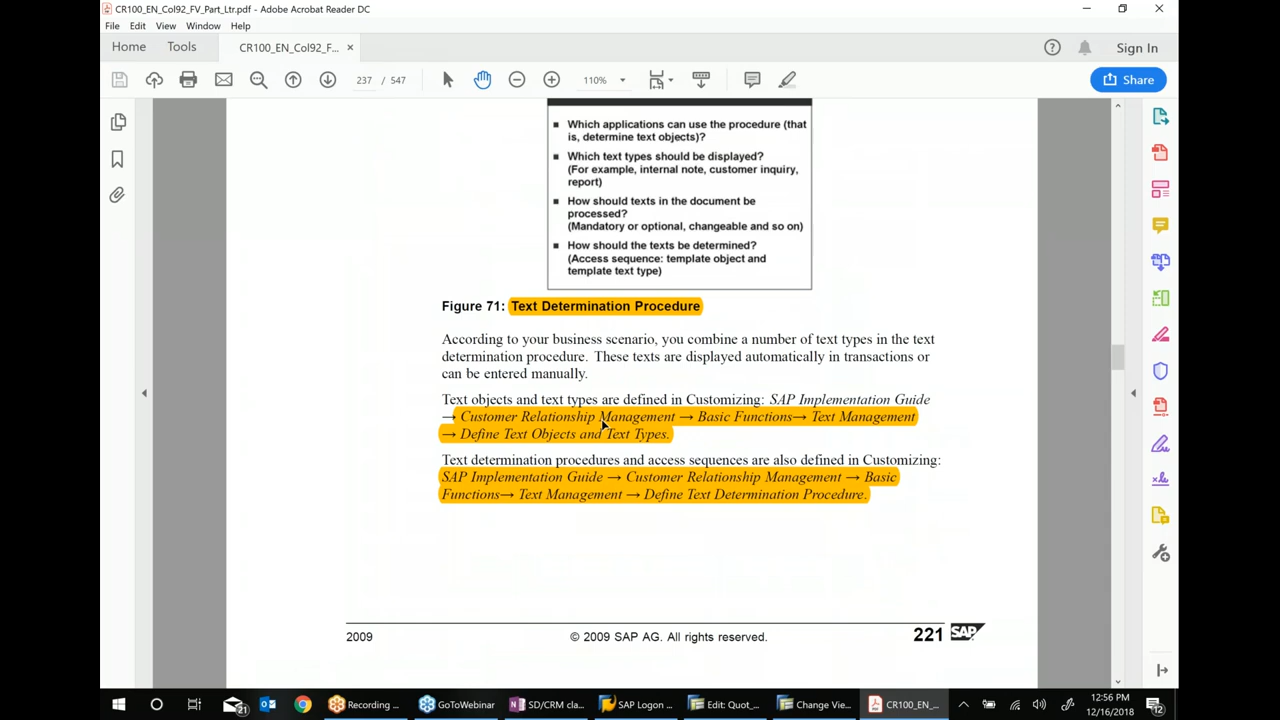 CR100_EN_Col92_FV_Part_Ltr.pdf - Adobe Acrobat Reader DC
File Edit View Window Help
Home Tools CR100_EN_Col92_F... × Sign In
237 / 547 110% Share
■ Which applications can use the procedure (that
is, determine text objects)?
■ Which text types should be displayed?
(For example, internal note, customer inquiry,
report)
■ How should texts in the document be
processed?
(Mandatory or optional, changeable and so on)
■ How should the texts be determined?
(Access sequence: template object and
template text type)
Figure 71: Text Determination Procedure
According to your business scenario, you combine a number of text types in the text
determination procedure. These texts are displayed automatically in transactions or
can be entered manually.
Text objects and text types are defined in Customizing: SAP Implementation Guide
→ Customer Relationship Management → Basic Functions→ Text Management
→ Define Text Objects and Text Types.
Text determination procedures and access sequences are also defined in Customizing:
SAP Implementation Guide → Customer Relationship Management → Basic
Functions→ Text Management → Define Text Determination Procedure.
2009 © 2009 SAP AG. All rights reserved. 221 SAP
21 Recording ... GoToWebinar SD/CRM cla... SAP Logon ... Edit: Quot_... Change Vie... CR100_EN_... 12:56 PM
12/16/2018 12